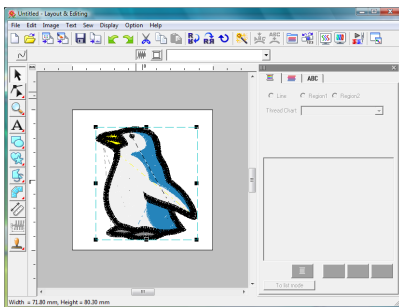 Untitled - Layout & Editing
File Edit Image Text Sew Display Option Help
ABC
Line Region1 Region2
Thread Chart
To list mode
Width = 71.80 mm, Height = 80.30 mm